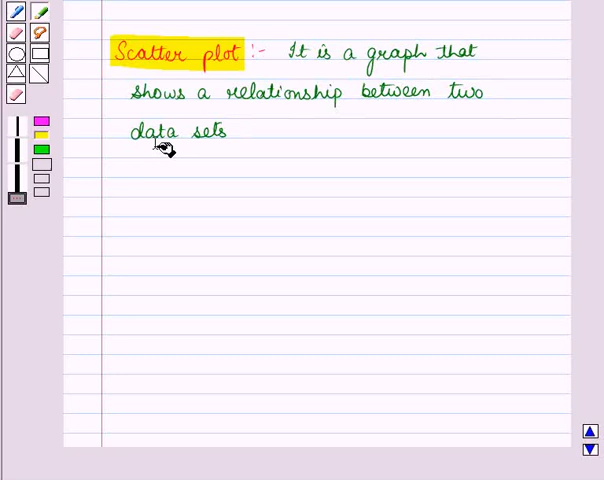 Scatter plot :- It is a graph that
shows a relationship between two
data sets